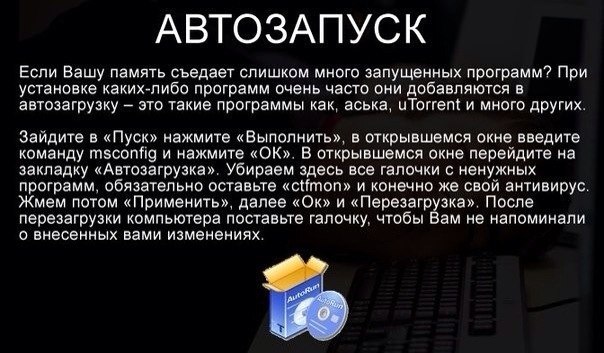 АВТОЗАПУСК
Если Вашу память съедает слишком много запущенных программ? При
установке каких-либо программ очень часто они добавляются в
автозагрузку – это такие программы как, аська, uTorrent и много других.
Зайдите в «Пуск» нажмите «Выполнить», в открывшемся окне введите
команду msconfig и нажмите «ОК». В открывшемся окне перейдите на
закладку «Автозагрузка». Убираем здесь все галочки с ненужных
программ, обязательно оставьте «ctfmon» и конечно же свой антивирус.
Жмем потом «Применить», далее «Ок» и «Перезагрузка». После
перезагрузки компьютера поставьте галочку, чтобы Вам не напоминали
о внесенных вами изменениях.
AutoRun
AutoRun